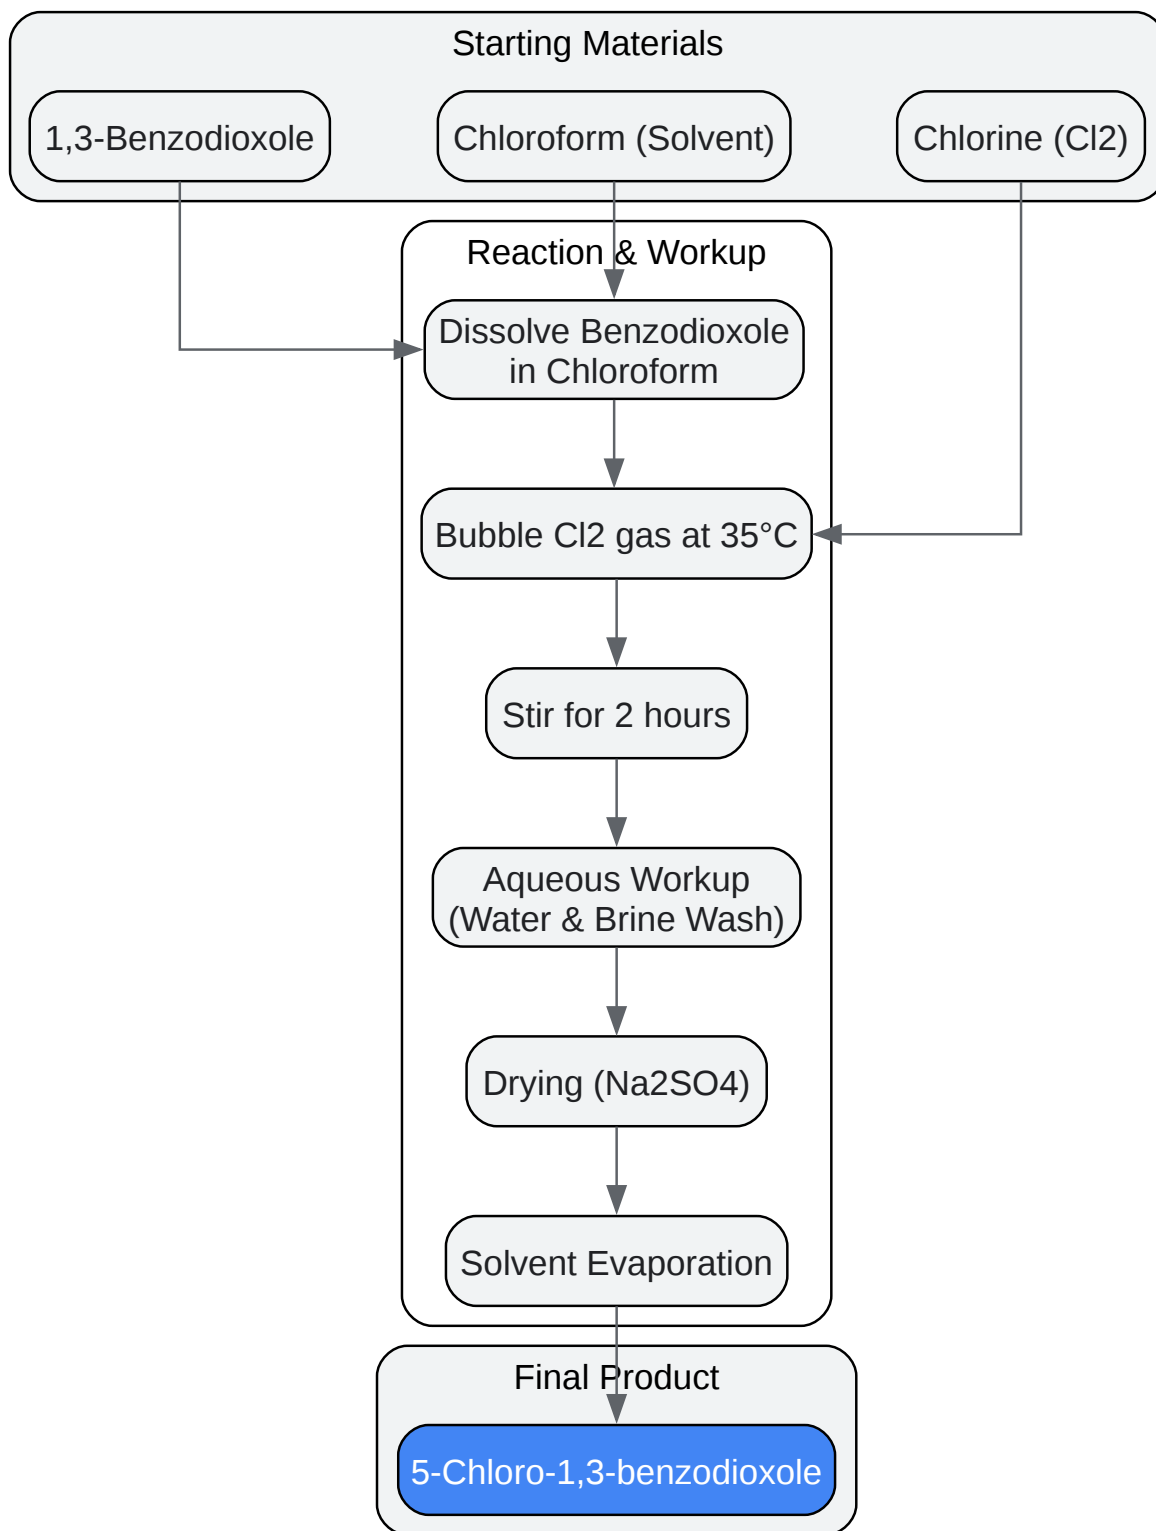 Starting Materials
1,3-Benzodioxole
Chloroform (Solvent)
Chlorine (Cl2)
Reaction & Workup
Dissolve Benzodioxole
in Chloroform
Bubble Cl2 gas at 35°C
Stir for 2 hours
Aqueous Workup
(Water & Brine Wash)
Drying (Na2SO4)
Solvent Evaporation
Final Product
5-Chloro-1,3-benzodioxole